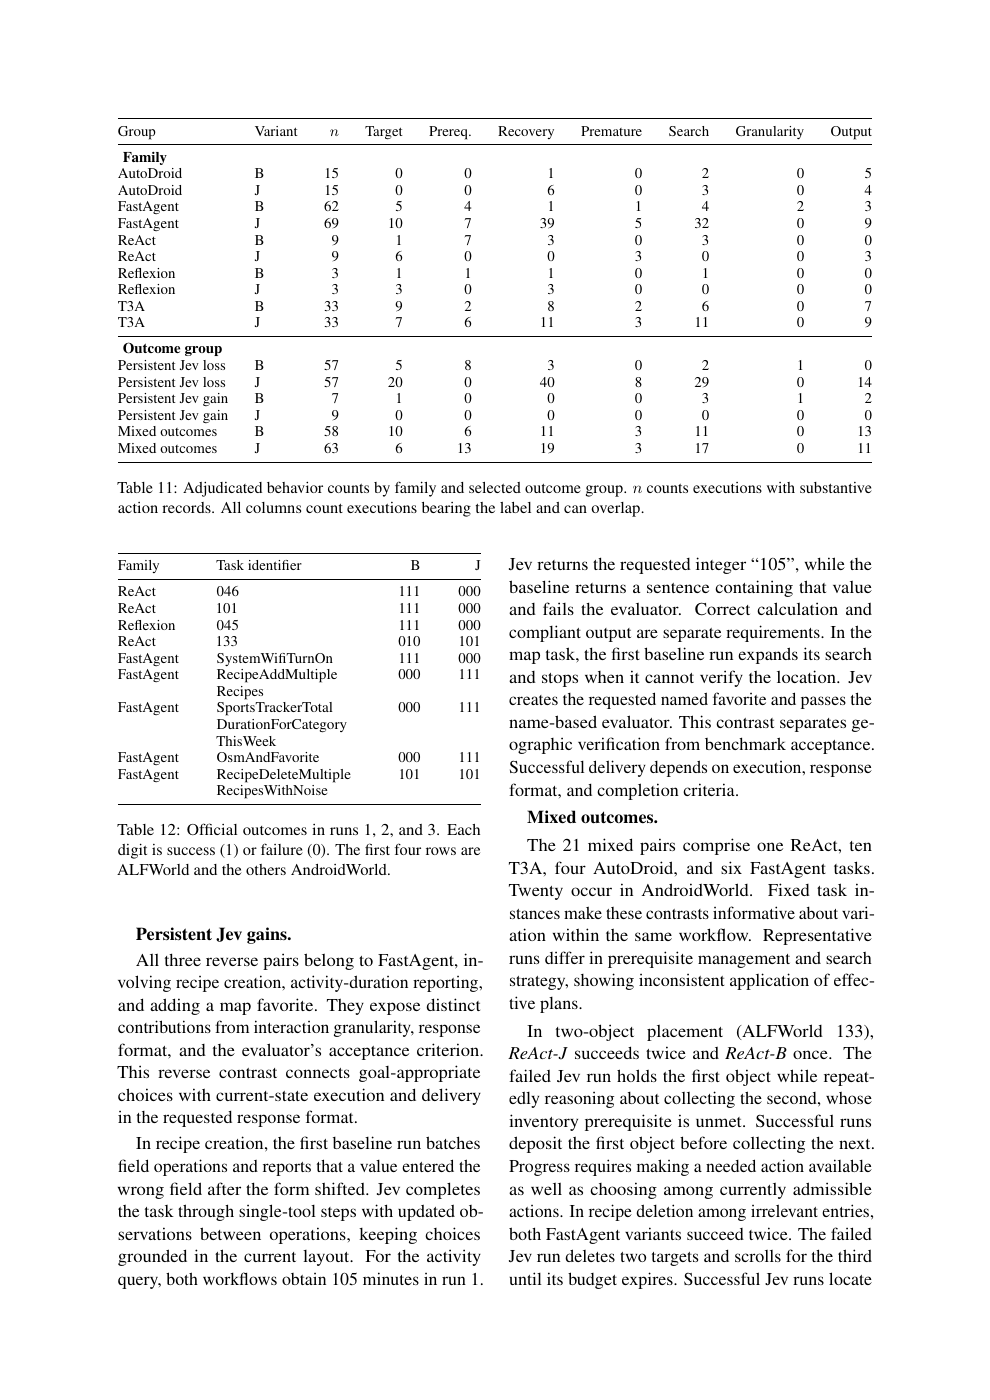 Group Variant n Target Prereq. Recovery Premature Search Granularity Output
Family
AutoDroid B 15 0 0 1 0 2 0 5
AutoDroid J 15 0 0 6 0 3 0 4
FastAgent B 62 5 4 1 1 4 2 3
FastAgent J 69 10 7 39 5 32 0 9
ReAct B 9 1 7 3 0 3 0 0
ReAct J 9 6 0 0 3 0 0 3
Reflexion B 3 1 1 1 0 1 0 0
Reflexion J 3 3 0 3 0 0 0 0
T3A B 33 9 2 8 2 6 0 7
T3A J 33 7 6 11 3 11 0 9
Outcome group
Persistent Jev loss B 57 5 8 3 0 2 1 0
Persistent Jev loss J 57 20 0 40 8 29 0 14
Persistent Jev gain B 7 1 0 0 0 3 1 2
Persistent Jev gain J 9 0 0 0 0 0 0 0
Mixed outcomes B 58 10 6 11 3 11 0 13
Mixed outcomes J 63 6 13 19 3 17 0 11
Table 11: Adjudicated behavior counts by family and selected outcome group. n counts executions with substantive
action records. All columns count executions bearing the label and can overlap.
Family Task identifier B J
ReAct 046 111 000
ReAct 101 111 000
Reflexion 045 111 000
ReAct 133 010 101
FastAgent SystemWifiTurnOn 111 000
FastAgent RecipeAddMultiple 000 111
Recipes
FastAgent SportsTrackerTotal 000 111
DurationForCategory
ThisWeek
FastAgent OsmAndFavorite 000 111
FastAgent RecipeDeleteMultiple 101 101
RecipesWithNoise
Table 12: Official outcomes in runs 1, 2, and 3. Each
digit is success (1) or failure (0). The first four rows are
ALFWorld and the others AndroidWorld.
Persistent Jev gains.
All three reverse pairs belong to FastAgent, in-
volving recipe creation, activity-duration reporting,
and adding a map favorite. They expose distinct
contributions from interaction granularity, response
format, and the evaluator's acceptance criterion.
This reverse contrast connects goal-appropriate
choices with current-state execution and delivery
in the requested response format.
In recipe creation, the first baseline run batches
field operations and reports that a value entered the
wrong field after the form shifted. Jev completes
the task through single-tool steps with updated ob-
servations between operations, keeping choices
grounded in the current layout. For the activity
query, both workflows obtain 105 minutes in run 1.
Jev returns the requested integer “105”, while the
baseline returns a sentence containing that value
and fails the evaluator. Correct calculation and
compliant output are separate requirements. In the
map task, the first baseline run expands its search
and stops when it cannot verify the location. Jev
creates the requested named favorite and passes the
name-based evaluator. This contrast separates ge-
ographic verification from benchmark acceptance.
Successful delivery depends on execution, response
format, and completion criteria.
Mixed outcomes.
The 21 mixed pairs comprise one ReAct, ten
T3A, four AutoDroid, and six FastAgent tasks.
Twenty occur in AndroidWorld. Fixed task in-
stances make these contrasts informative about vari-
ation within the same workflow. Representative
runs differ in prerequisite management and search
strategy, showing inconsistent application of effec-
tive plans.
In two-object placement (ALFWorld 133),
ReAct-J succeeds twice and ReAct-B once. The
failed Jev run holds the first object while repeat-
edly reasoning about collecting the second, whose
inventory prerequisite is unmet. Successful runs
deposit the first object before collecting the next.
Progress requires making a needed action available
as well as choosing among currently admissible
actions. In recipe deletion among irrelevant entries,
both FastAgent variants succeed twice. The failed
Jev run deletes two targets and scrolls for the third
until its budget expires. Successful Jev runs locate